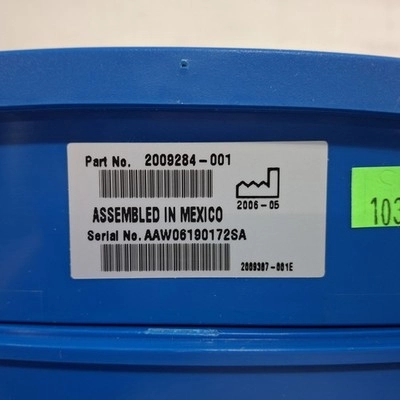 Part No. 2009284-001
2006-05
ASSEMBLED IN MEXICO
Serial No. AAW06190172SA
2009387-001E
103